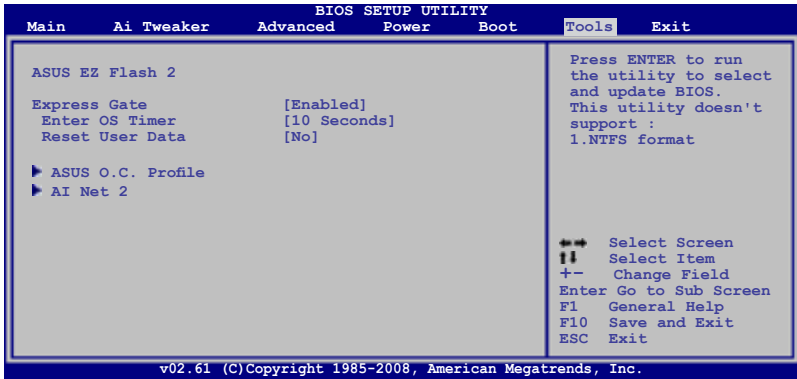 BIOS SETUP UTILITY
Main Ai Tweaker Advanced Power Boot Tools Exit
ASUS EZ Flash 2
Express Gate [Enabled]
Enter OS Timer [10 Seconds]
Reset User Data [No]
ASUS O.C. Profile
AI Net 2
Press ENTER to run
the utility to select
and update BIOS.
This utility doesn't
support :
1.NTFS format
Select Screen
Select Item
+- Change Field
Enter Go to Sub Screen
F1 General Help
F10 Save and Exit
ESC Exit
v02.61 (C)Copyright 1985-2008, American Megatrends, Inc.